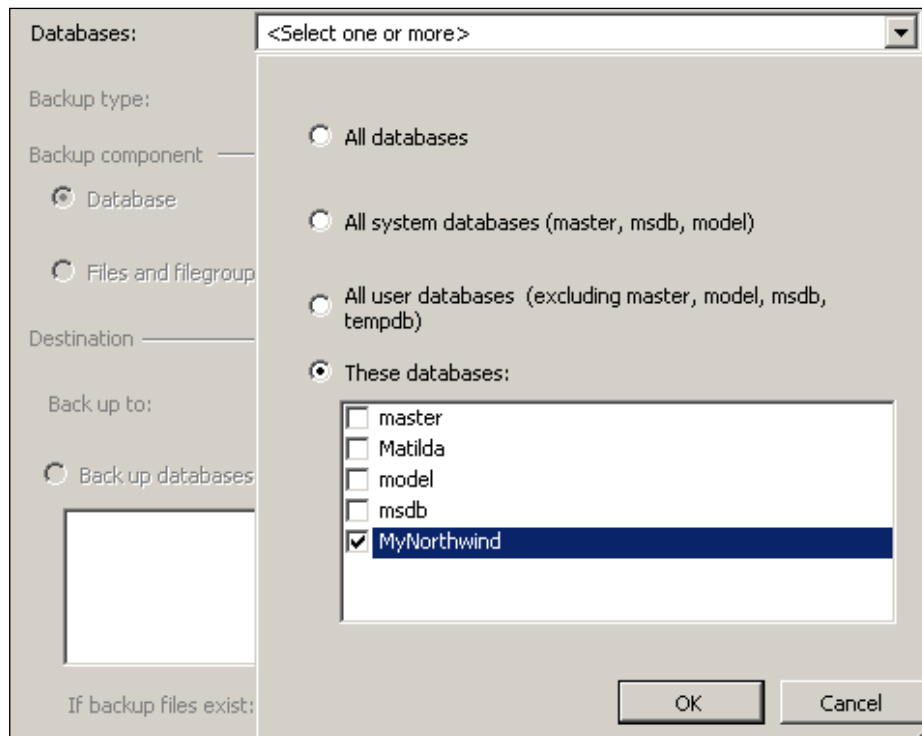 Databases:
<Select one or more>
Backup type:
All databases
Backup component
Database
All system databases (master, msdb, model)
Files and filegroup
All user databases (excluding master, model, msdb,
tempdb)
Destination
These databases:
Back up to:
master
Matilda
Back up databases
model
msdb
MyNorthwind
If backup files exist:
OK
Cancel